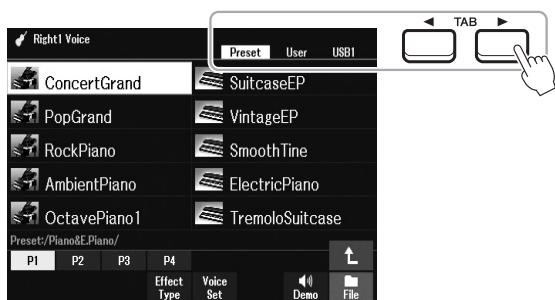 ◄ TAB ►
Right1 Voice
Preset User USB1
ConcertGrand SuitcaseEP
PopGrand VintageEP
RockPiano SmoothTine
AmbientPiano ElectricPiano
OctavePiano1 TremoloSuitcase
Preset:/Piano&E.Piano/
P1 P2 P3 P4
Effect Type Voice Set Demo File